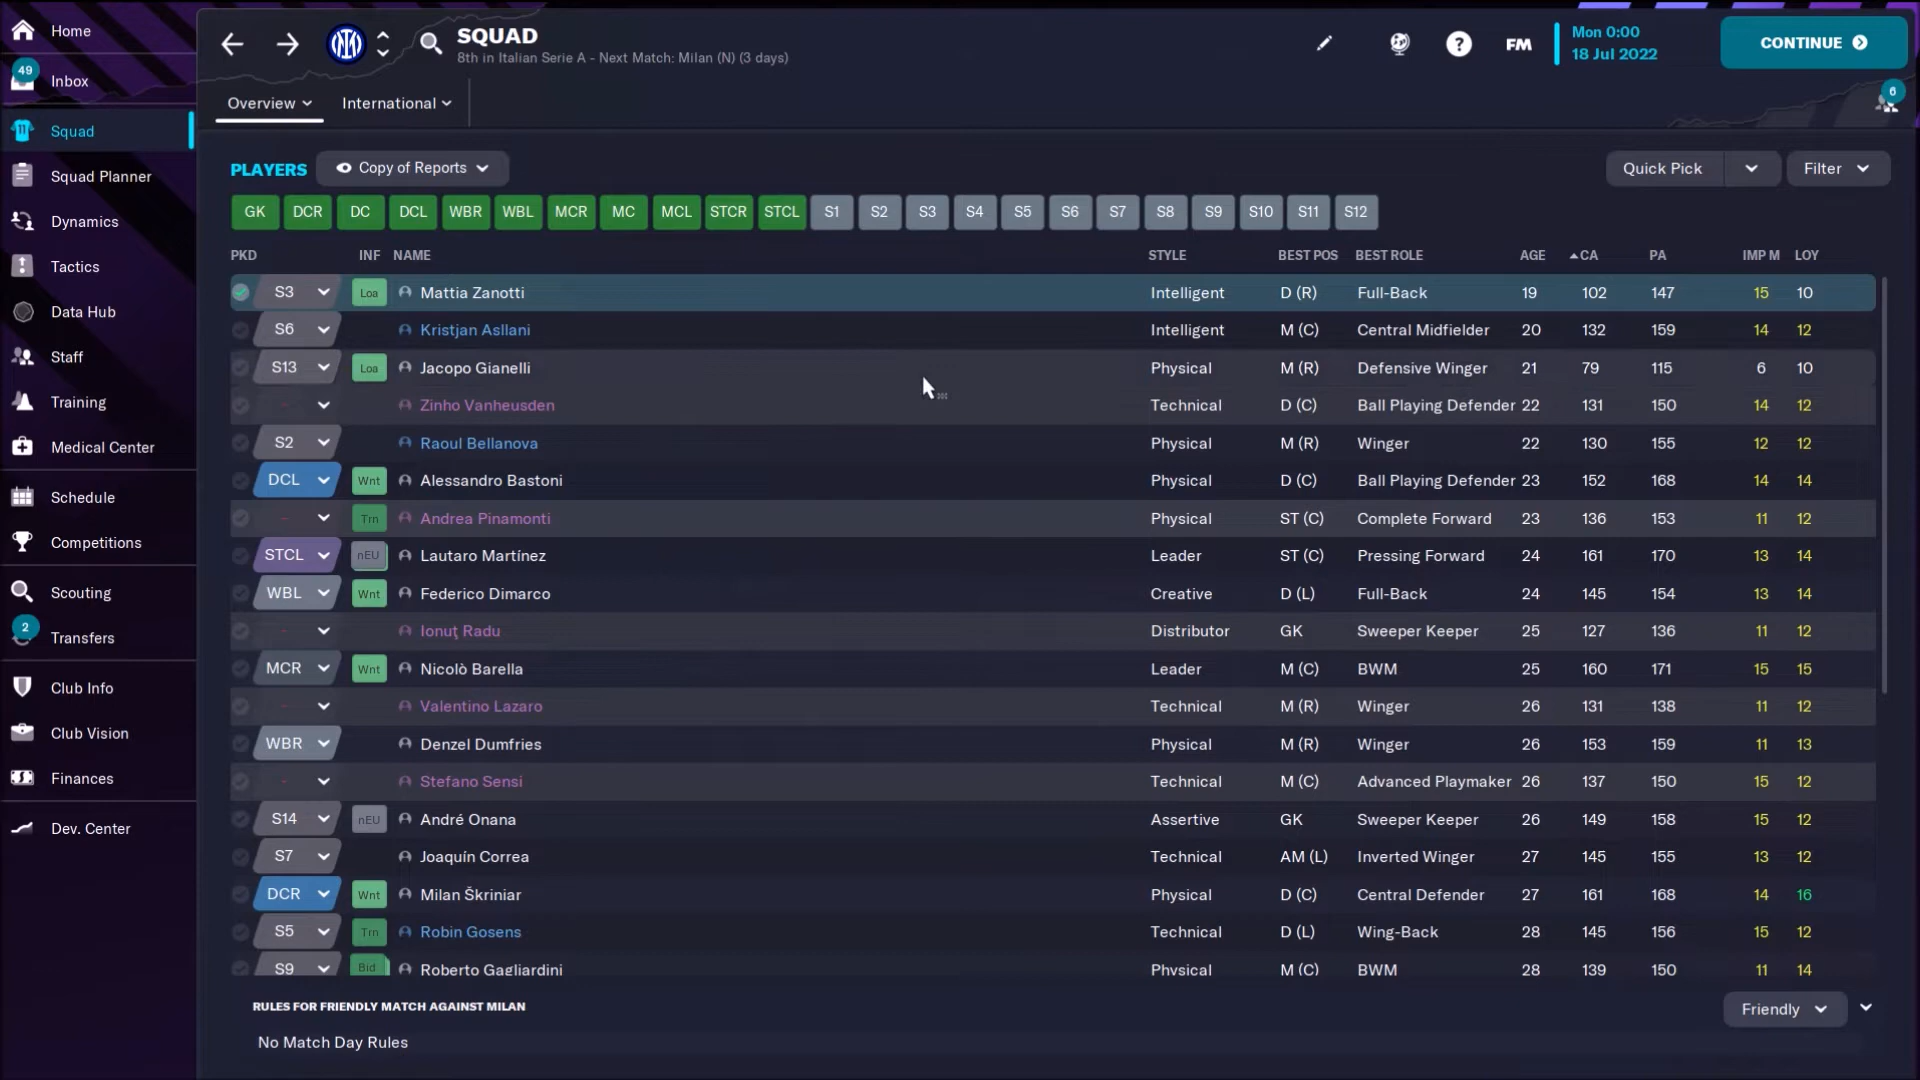 Home
49
Inbox
Squad
Squad Planner
Dynamics
Tactics
Data Hub
Staff
Training
Medical Center
Schedule
Competitions
Scouting
2
Transfers
Club Info
Club Vision
Finances
Dev. Center
SQUAD
8th in Italian Serie A - Next Match: Milan (N) (3 days)
?
FM
Mon 0:00
18 Jul 2022
CONTINUE
Overview
International
6
PLAYERS
Copy of Reports
Quick Pick
Filter
GK DCR DC DCL WBR WBL MCR MC MCL STCR STCL S1 S2 S3 S4 S5 S6 S7 S8 S9 S10 S11 S12
PKD INF NAME STYLE BEST POS BEST ROLE AGE CA PA IMP M LOY
S3 Loa Mattia Zanotti Intelligent D (R) Full-Back 19 102 147 15 10
S6 Kristjan Asllani Intelligent M (C) Central Midfielder 20 132 159 14 12
S13 Loa Jacopo Gianelli Physical M (R) Defensive Winger 21 79 115 6 10
- Zinho Vanheusden Technical D (C) Ball Playing Defender 22 131 150 14 12
S2 Raoul Bellanova Physical M (R) Winger 22 130 155 12 12
DCL Wnt Alessandro Bastoni Physical D (C) Ball Playing Defender 23 152 168 14 14
- Trn Andrea Pinamonti Physical ST (C) Complete Forward 23 136 153 11 12
STCL nEU Lautaro Martínez Leader ST (C) Pressing Forward 24 161 170 13 14
WBL Wnt Federico Dimarco Creative D (L) Full-Back 24 145 154 13 14
- Ionuţ Radu Distributor GK Sweeper Keeper 25 127 136 11 12
MCR Wnt Nicolò Barella Leader M (C) BWM 25 160 171 15 15
- Valentino Lazaro Technical M (R) Winger 26 131 138 11 12
WBR Denzel Dumfries Physical M (R) Winger 26 153 159 11 13
- Stefano Sensi Technical M (C) Advanced Playmaker 26 137 150 15 12
S14 nEU André Onana Assertive GK Sweeper Keeper 26 149 158 15 12
S7 Joaquín Correa Technical AM (L) Inverted Winger 27 145 155 13 12
DCR Wnt Milan Škriniar Physical D (C) Central Defender 27 161 168 14 16
S5 Trn Robin Gosens Technical D (L) Wing-Back 28 145 156 15 12
S9 Bid Roberto Gagliardini Physical M (C) BWM 28 139 150 11 14
RULES FOR FRIENDLY MATCH AGAINST MILAN
Friendly
No Match Day Rules